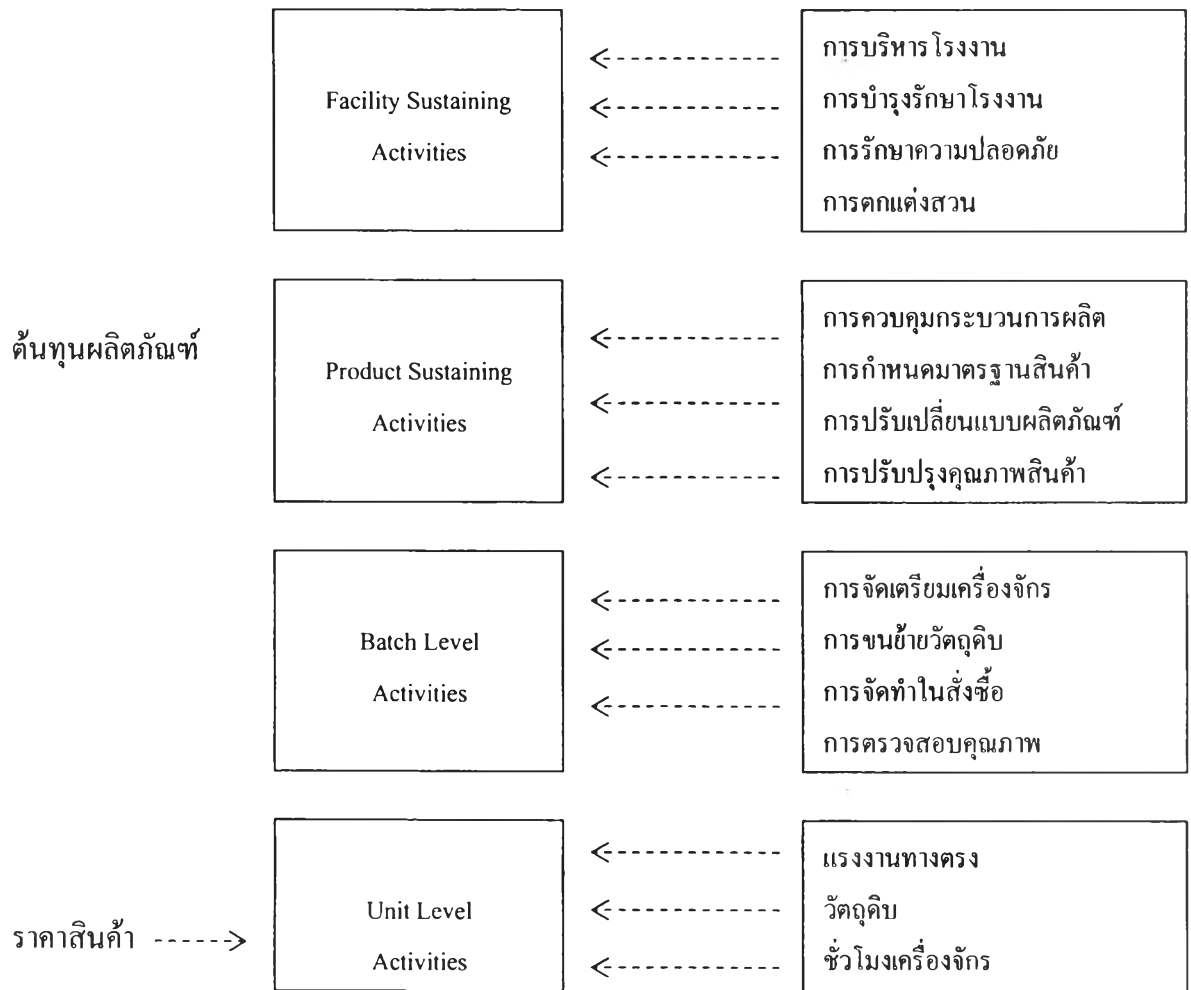 Facility Sustaining
Activities
การบริหารโรงงาน
การบำรุงรักษาโรงงาน
การรักษาความปลอดภัย
การตกแต่งสวน
ต้นทุนผลิตภัณฑ์
Product Sustaining
Activities
การควบคุมกระบวนการผลิต
การกำหนดมาตรฐานสินค้า
การปรับเปลี่ยนแบบผลิตภัณฑ์
การปรับปรุงคุณภาพสินค้า
Batch Level
Activities
การจัดเตรียมเครื่องจักร
การขนย้ายวัตถุดิบ
การจัดทำใบสั่งซื้อ
การตรวจสอบคุณภาพ
ราคาสินค้า
Unit Level
Activities
แรงงานทางตรง
วัตถุดิบ
ชั่วโมงเครื่องจักร